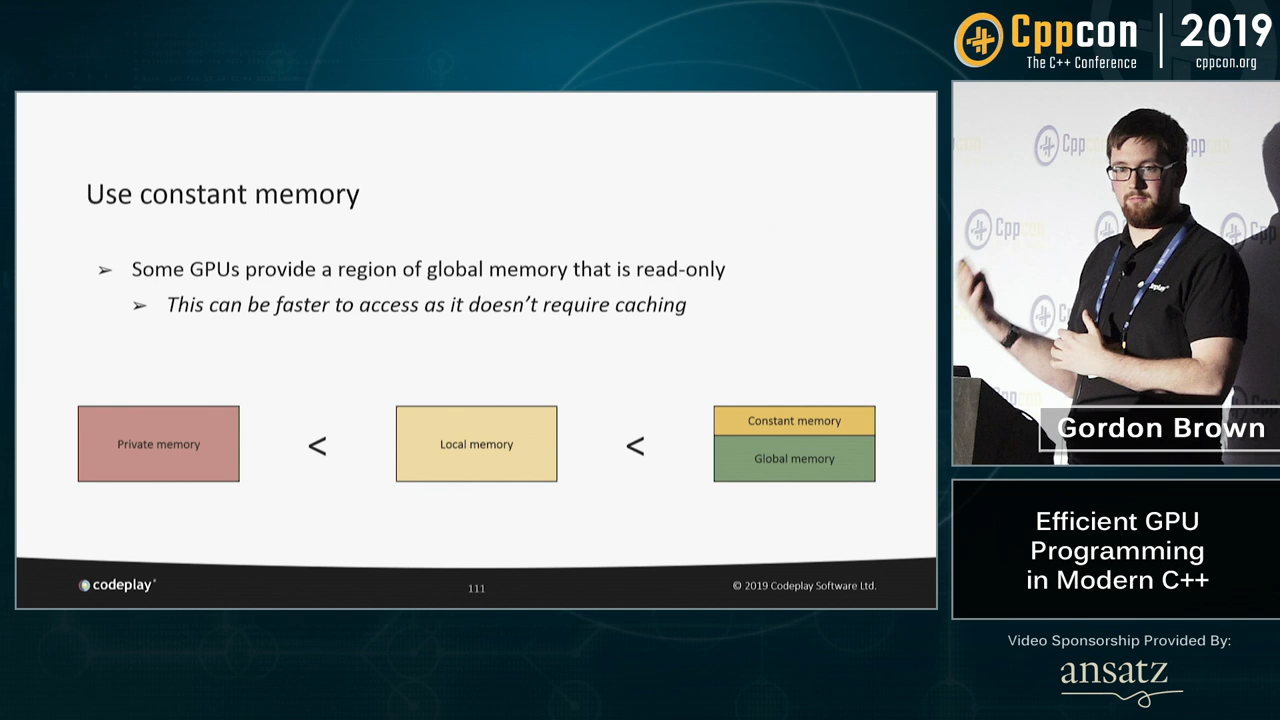 Cppcon
The C++ Conference
2019
cppcon.org
Use constant memory
➢ Some GPUs provide a region of global memory that is read-only
➢ This can be faster to access as it doesn't require caching
Private memory
<
Local memory
<
Constant memory
Global memory
codeplay®
111
© 2019 Codeplay Software Ltd.
Cpp
Cpp
Cpp
Gordon Brown
Efficient GPU
Programming
in Modern C++
Video Sponsorship Provided By:
ansatz